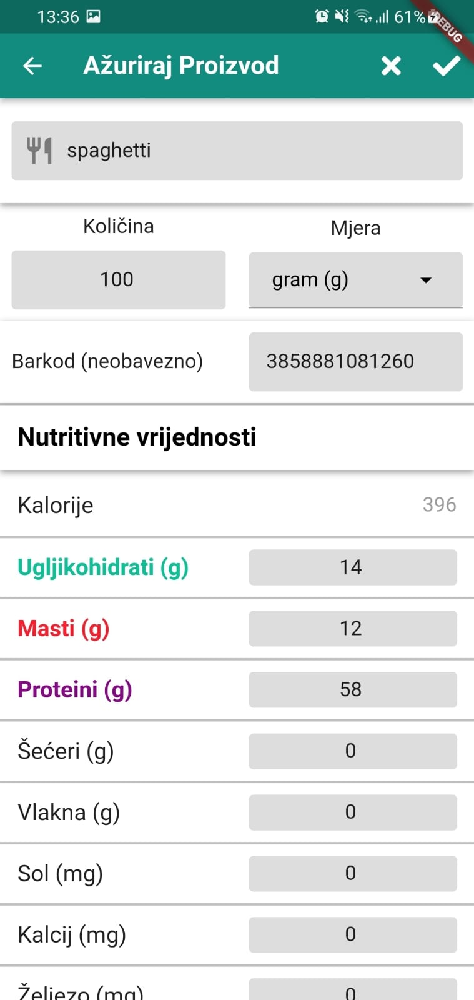 13:36
61%
DEBUG
Ažuriraj Proizvod
spaghetti
Količina
Mjera
100
gram (g)
Barkod (neobavezno)
3858881081260
Nutritivne vrijednosti
Kalorije
396
Ugljikohidrati (g)
14
Masti (g)
12
Proteini (g)
58
Šećeri (g)
0
Vlakna (g)
0
Sol (mg)
0
Kalcij (mg)
0
Željezo (mg)
0